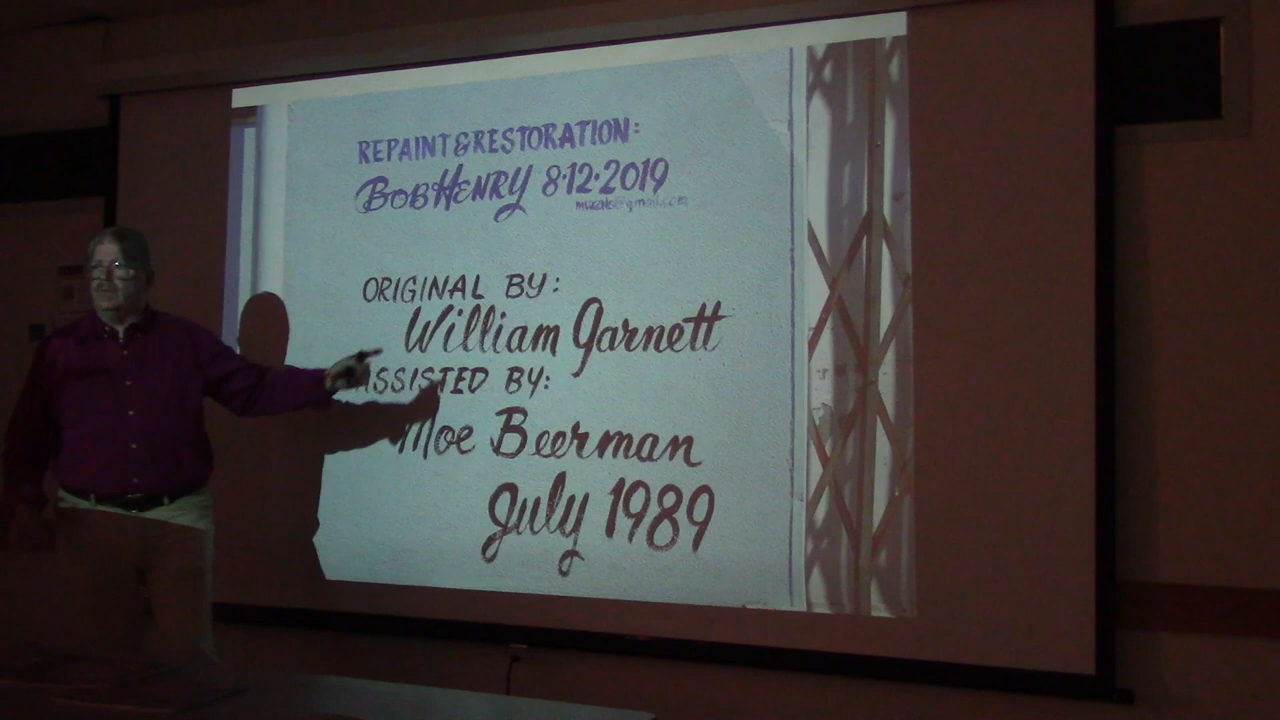 REPAINT & RESTORATION:
BOB HENRY 8·12·2019
ORIGINAL BY:
William Garnett
ASSISTED BY:
Moe Beerman
July 1989